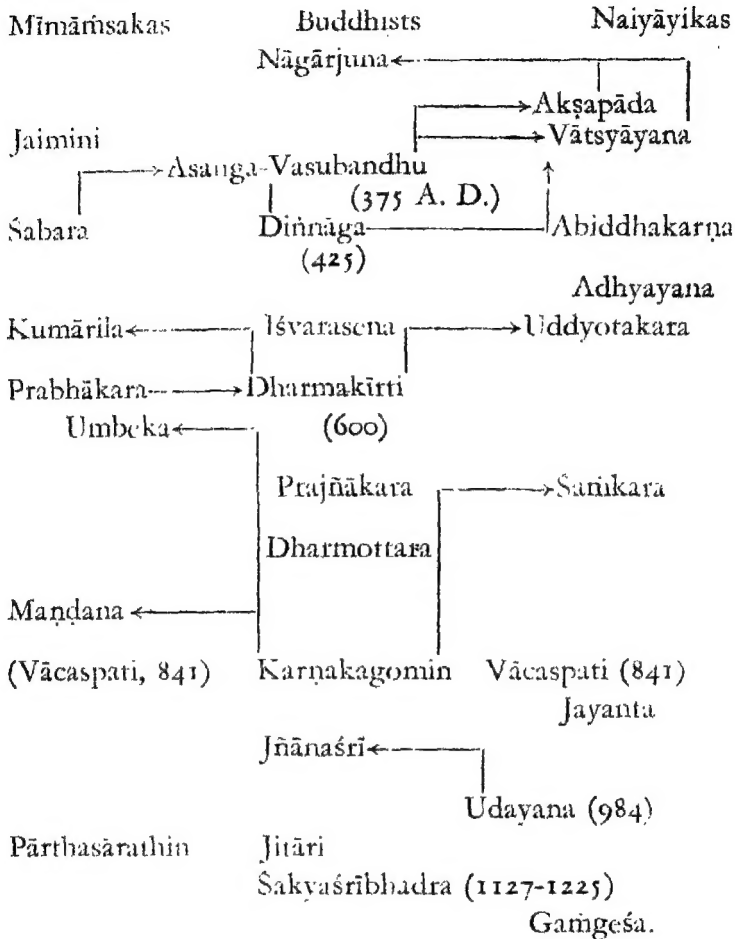 Mīmāṁsakas Buddhists Naiyāyikas
Nāgārjuna
Akṣapāda
Jaimini Vātsyāyana
Asanga-Vasubandhu
(375 A. D.)
Śabara Diṅnāga Abiddhakarṇa
(425)
Adhyayana
Kumārila Iśvarasena Uddyotakara
Prabhākara Dharmakīrti
Umbeka (600)
Prajñākara Śaṁkara
Dharmottara
Maṇḍana
(Vācaspati, 841) Karṇakagomin Vācaspati (841)
Jayanta
Jñānaśrī
Udayana (984)
Pārthasārathin Jitāri
Śakyaśrībhadra (1127-1225)
Gaṁgeśa.